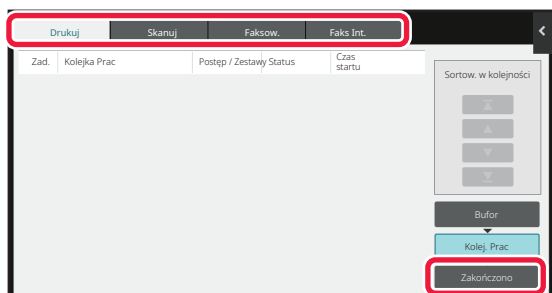 Drukuj Skanuj Faksow. Faks Int.
Zad. Kolejka Prac Postęp / Zestawy Status Czas startu
Sortow. w kolejności
Bufor
Kolej. Prac
Zakończono